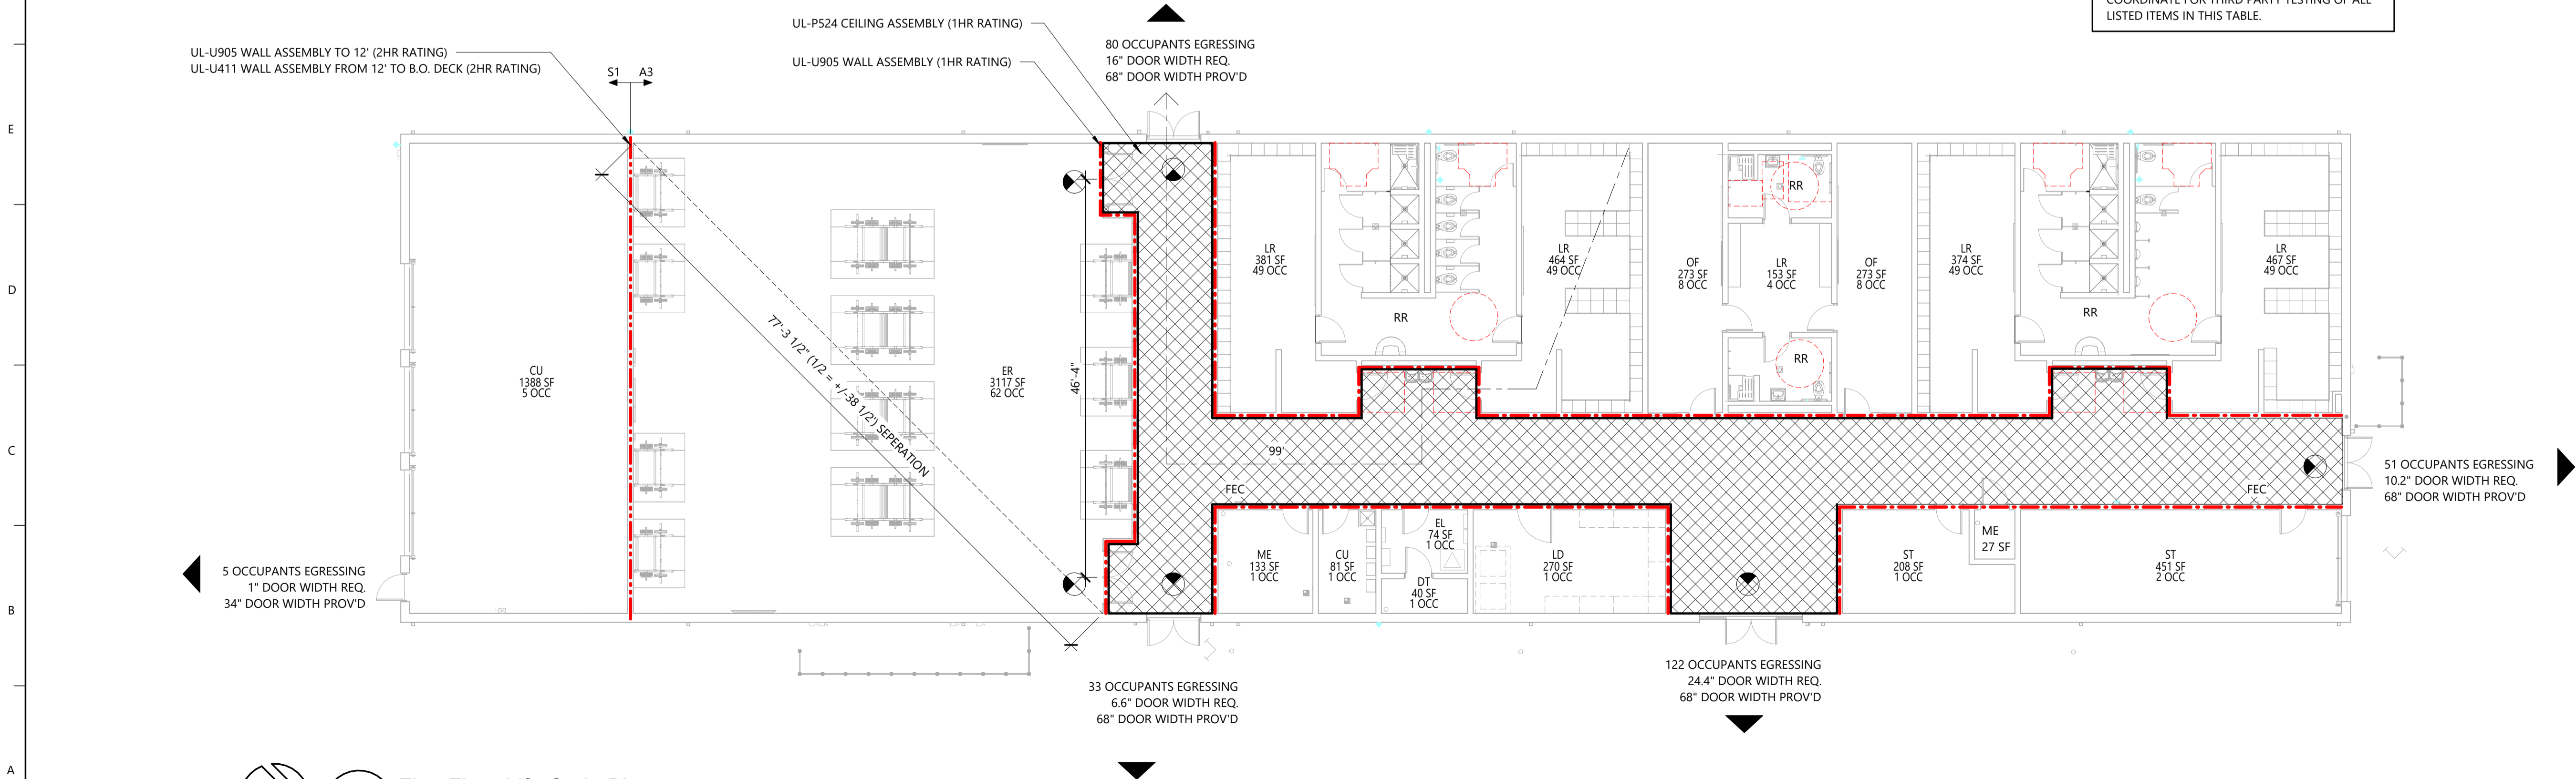 COORDINATE FOR THIRD PARTY TESTING OF ALL
LISTED ITEMS IN THIS TABLE.
UL-P524 CEILING ASSEMBLY (1HR RATING)
UL-U905 WALL ASSEMBLY (1HR RATING)
80 OCCUPANTS EGRESSING
16" DOOR WIDTH REQ.
68" DOOR WIDTH PROV'D
UL-U905 WALL ASSEMBLY TO 12' (2HR RATING)
UL-U411 WALL ASSEMBLY FROM 12' TO B.O. DECK (2HR RATING)
S1 A3
E
D
C
B
A
CU
1388 SF
5 OCC
77'-3 1/2" (1/2 = +/-38 1/2') SEPERATION
ER
3117 SF
62 OCC
46'-4"
LR
381 SF
49 OCC
RR
LR
464 SF
49 OCC
OF
273 SF
8 OCC
RR
LR
153 SF
4 OCC
RR
OF
273 SF
8 OCC
LR
374 SF
49 OCC
RR
LR
467 SF
49 OCC
99'
FEC
FEC
51 OCCUPANTS EGRESSING
10.2" DOOR WIDTH REQ.
68" DOOR WIDTH PROV'D
ME
133 SF
1 OCC
CU
81 SF
1 OCC
EL
74 SF
1 OCC
DT
40 SF
1 OCC
LD
270 SF
1 OCC
ST
208 SF
1 OCC
ME
27 SF
ST
451 SF
2 OCC
5 OCCUPANTS EGRESSING
1" DOOR WIDTH REQ.
34" DOOR WIDTH PROV'D
33 OCCUPANTS EGRESSING
6.6" DOOR WIDTH REQ.
68" DOOR WIDTH PROV'D
122 OCCUPANTS EGRESSING
24.4" DOOR WIDTH REQ.
68" DOOR WIDTH PROV'D